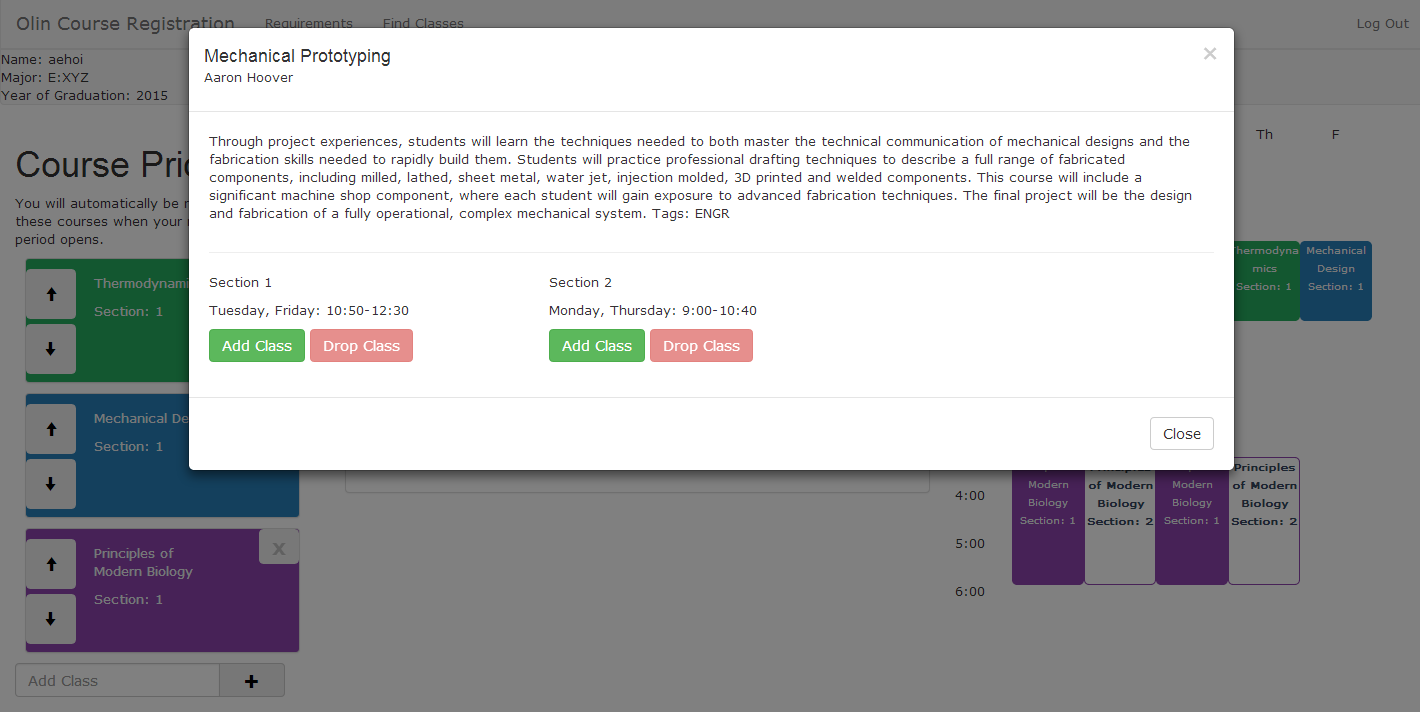 Olin Course Registration Requirements Find Classes Log Out
Name: aehoi
Major: E:XYZ
Year of Graduation: 2015
Mechanical Prototyping ×
Aaron Hoover
Through project experiences, students will learn the techniques needed to both master the technical communication of mechanical designs and the
fabrication skills needed to rapidly build them. Students will practice professional drafting techniques to describe a full range of fabricated
components, including milled, lathed, sheet metal, water jet, injection molded, 3D printed and welded components. This course will include a
significant machine shop component, where each student will gain exposure to advanced fabrication techniques. The final project will be the design
and fabrication of a fully operational, complex mechanical system. Tags: ENGR
Section 1
Tuesday, Friday: 10:50-12:30
Add Class Drop Class
Section 2
Monday, Thursday: 9:00-10:40
Add Class Drop Class
Close
Course
You will automatically be
these courses when your
period opens.
Section: 1
Mechanical
Section: 1
X
Principles of
Modern Biology
Section: 1
Add Class +
Th F
Thermodyna
mics
Section: 1
Mechanical
Design
Section: 1
4:00
5:00
6:00
Modern
Biology
Section: 1
of Modern
Biology
Section: 2
Modern
Biology
Section: 1
Principles
of Modern
Biology
Section: 2